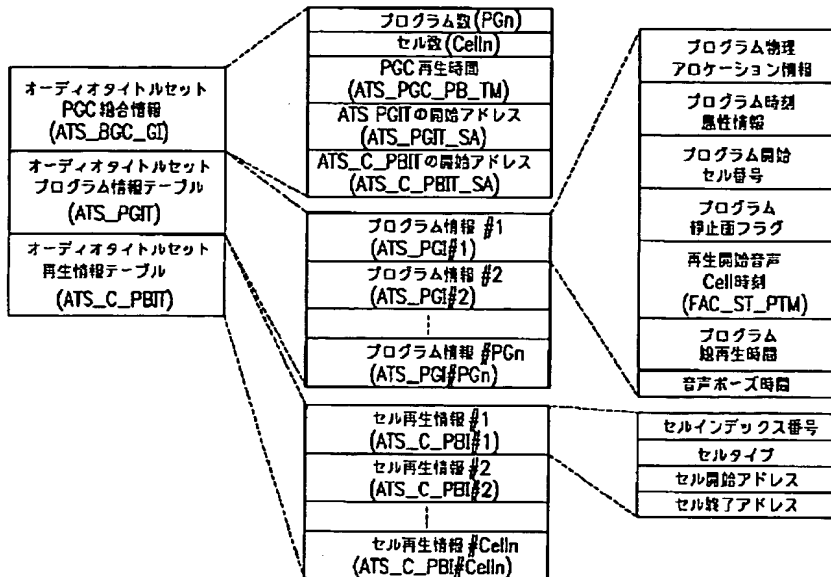 オーディオタイトルセット
PGC 総合情報
(ATS_BGC_GI)
オーディオタイトルセット
プログラム情報テーブル
(ATS_PGIT)
オーディオタイトルセット
再生情報テーブル
(ATS_C_PBIT)
プログラム数(PGn)
セル数(Celln)
PGC 再生時間
(ATS_PGC_PB_TM)
ATS PGITの開始アドレス
(ATS_PGIT_SA)
ATS_C_PBITの開始アドレス
(ATS_C_PBIT_SA)
プログラム情報 #1
(ATS_PGI#1)
プログラム情報 #2
(ATS_PGI#2)
プログラム情報 #PGn
(ATS_PGI#PGn)
セル再生情報 #1
(ATS_C_PBI#1)
セル再生情報 #2
(ATS_C_PBI#2)
セル再生情報 #Celln
(ATS_C_PBI#Celln)
プログラム物理
アロケーション情報
プログラム時刻
属性情報
プログラム開始
セル番号
プログラム
静止画フラグ
再生開始音声
Cell時刻
(FAC_ST_PTM)
プログラム
総再生時間
音声ポーズ時間
セルインデックス番号
セルタイプ
セル開始アドレス
セル終了アドレス